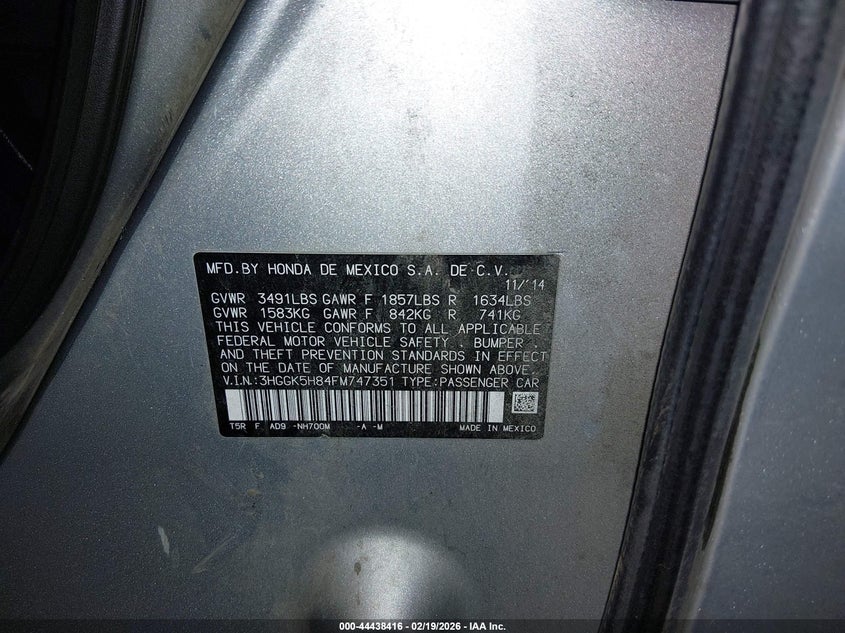 MFD.BY HONDA DE MEXICO S.A. DE C.V.
11/'14
GVWR 3491LBS GAWR F 1857LBS R 1634LBS
GVWR 1583KG GAWR F 842KG R 741KG
THIS VEHICLE CONFORMS TO ALL APPLICABLE
FEDERAL MOTOR VEHICLE SAFETY . BUMPER .
AND THEFT PREVENTION STANDARDS IN EFFECT
ON THE DATE OF MANUFACTURE SHOWN ABOVE.
V.I.N.:3HGGK5H84FM747351 TYPE:PASSENGER CAR
T5R F AD9 -NH700M -A -M MADE IN MEXICO
000-44438416 — 02/19/2026 — IAA Inc.